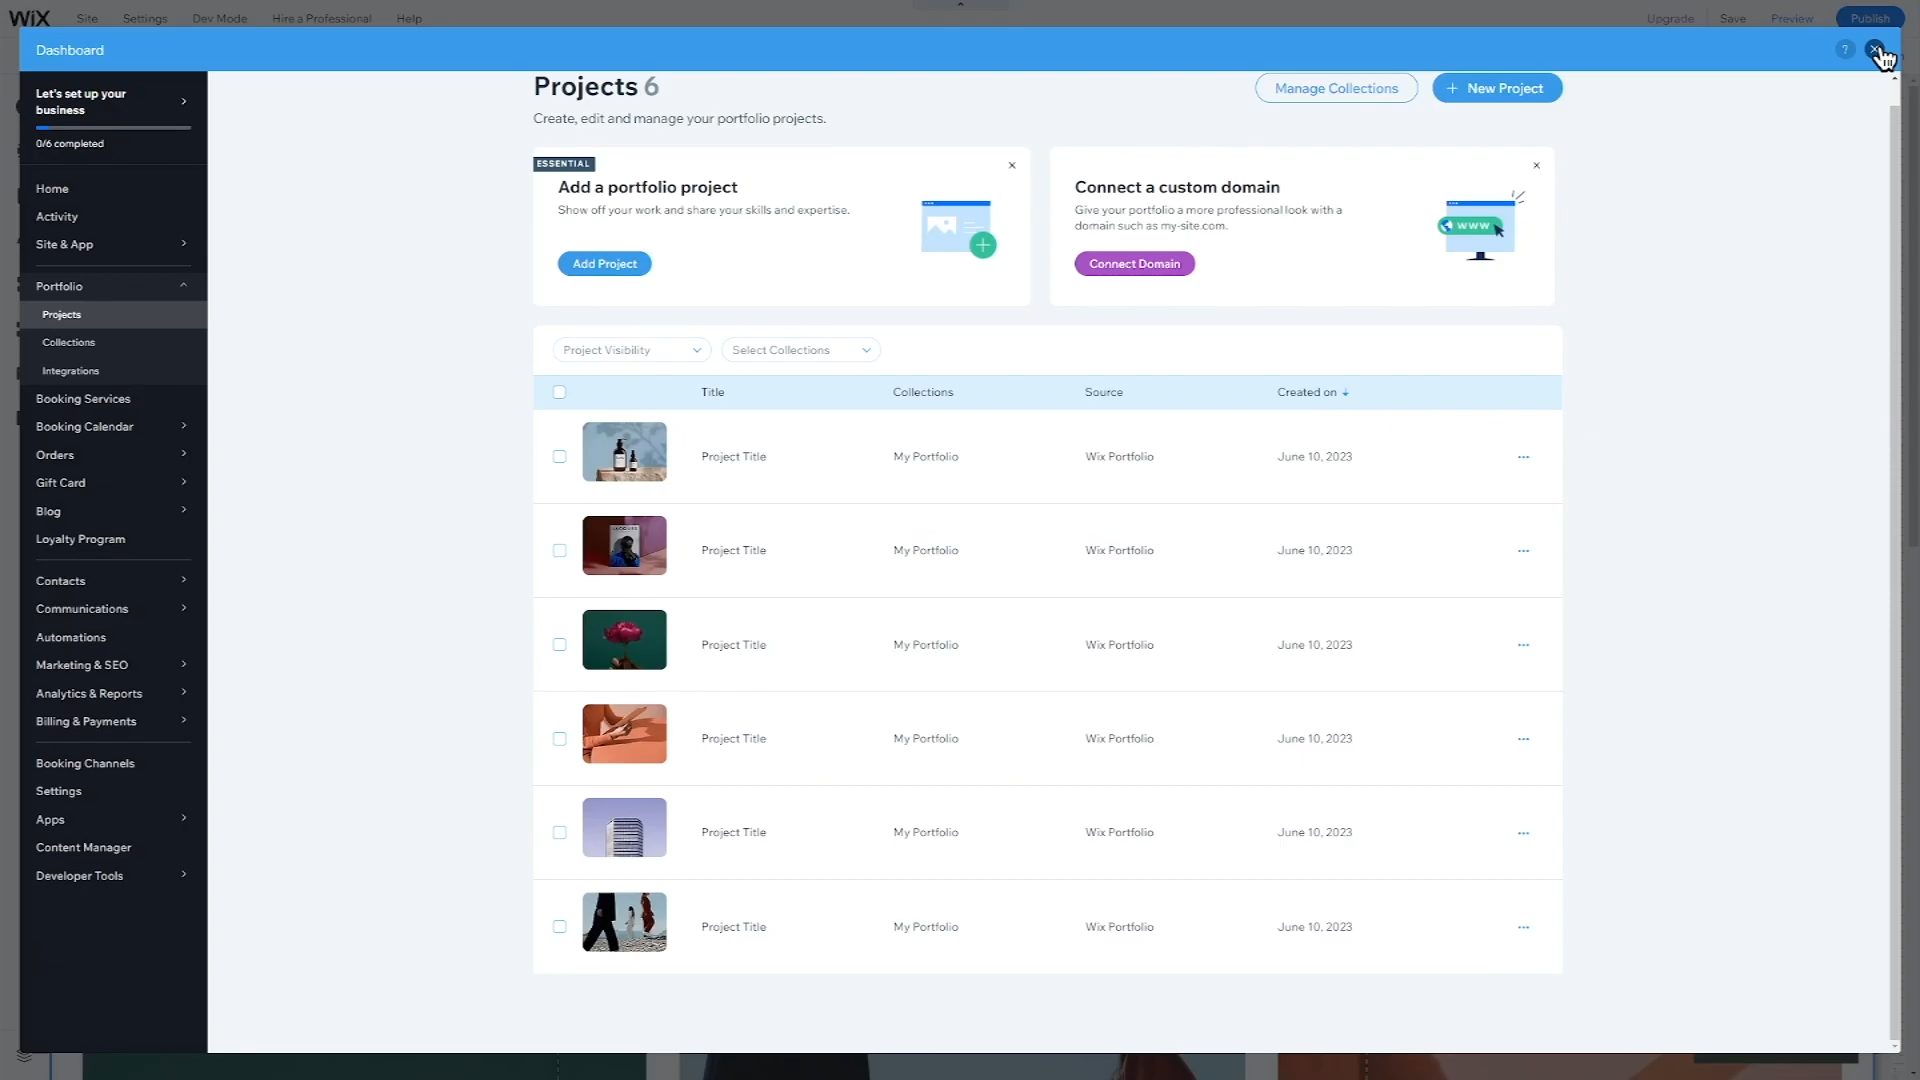 WiX Site Settings Dev Mode Hire a Professional Help Upgrade Save Preview Publish
Dashboard ?
Let's set up your
business
0/6 completed
Home
Activity
Site & App
Portfolio
Projects
Collections
Integrations
Booking Services
Booking Calendar
Orders
Gift Card
Blog
Loyalty Program
Contacts
Communications
Automations
Marketing & SEO
Analytics & Reports
Billing & Payments
Booking Channels
Settings
Apps
Content Manager
Developer Tools
Projects 6
Manage Collections
+ New Project
Create, edit and manage your portfolio projects.
ESSENTIAL
Add a portfolio project
Show off your work and share your skills and expertise.
Add Project
Connect a custom domain
Give your portfolio a more professional look with a
domain such as my-site.com.
Connect Domain
www
Project Visibility Select Collections
Title Collections Source Created on
Project Title My Portfolio Wix Portfolio June 10, 2023
Project Title My Portfolio Wix Portfolio June 10, 2023
Project Title My Portfolio Wix Portfolio June 10, 2023
Project Title My Portfolio Wix Portfolio June 10, 2023
Project Title My Portfolio Wix Portfolio June 10, 2023
Project Title My Portfolio Wix Portfolio June 10, 2023